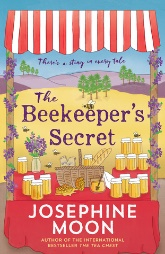 There's a sting in every tale
The
Beekeeper's
Secret
JOSEPHINE
MOON
AUTHOR OF THE INTERNATIONAL
BESTSELLER THE TEA CHEST